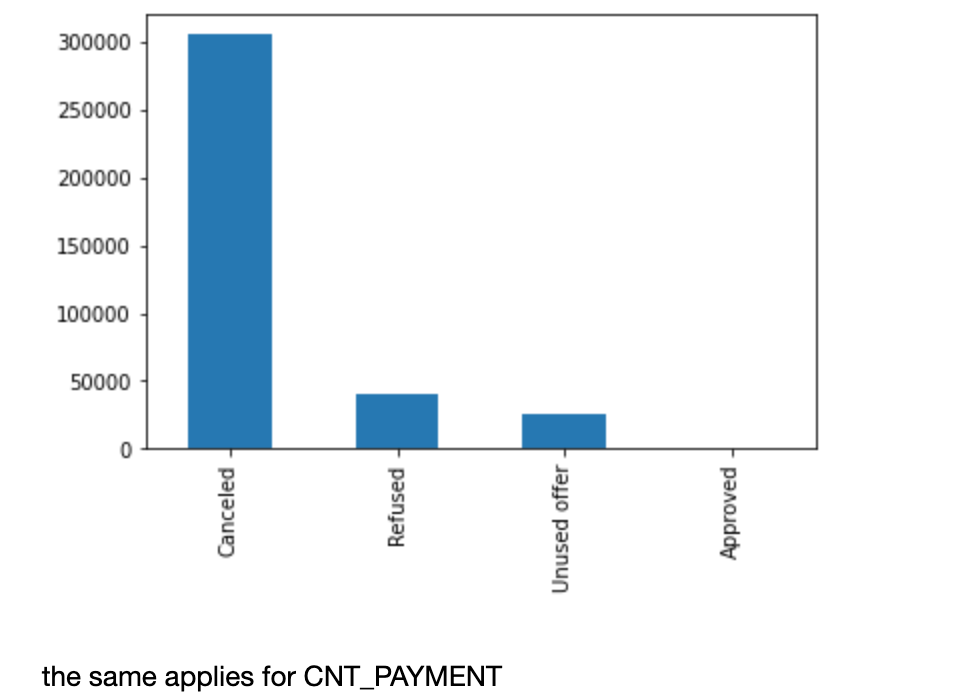 300000
250000
200000
150000
100000
50000
0
Canceled
Refused
Unused offer
Approved
the same applies for CNT_PAYMENT